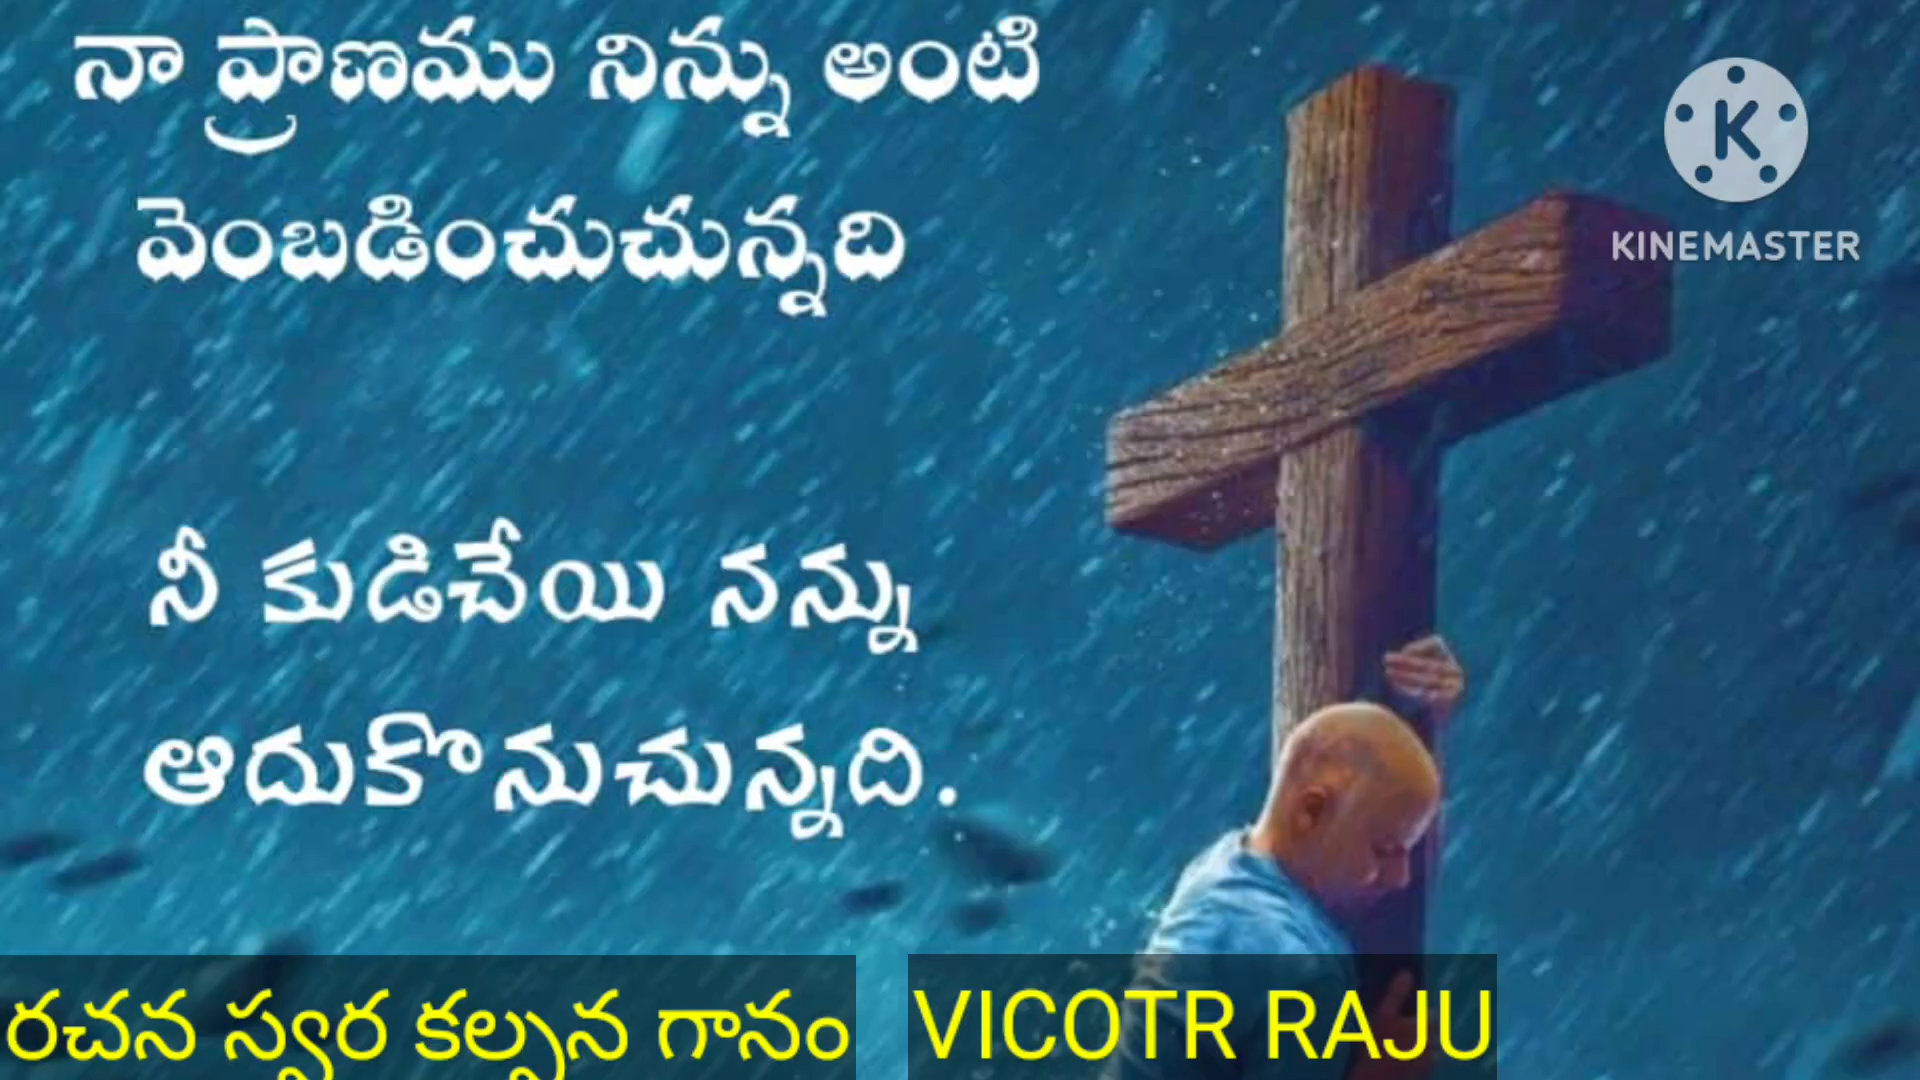 నా ప్రాణము నిన్ను అంటి
వెంబడించుచున్నది
నీ కుడిచేయి నన్ను
ఆదుకొనుచున్నది.
K
KINEMASTER
రచన స్వర కల్పన గానం
VICOTR RAJU